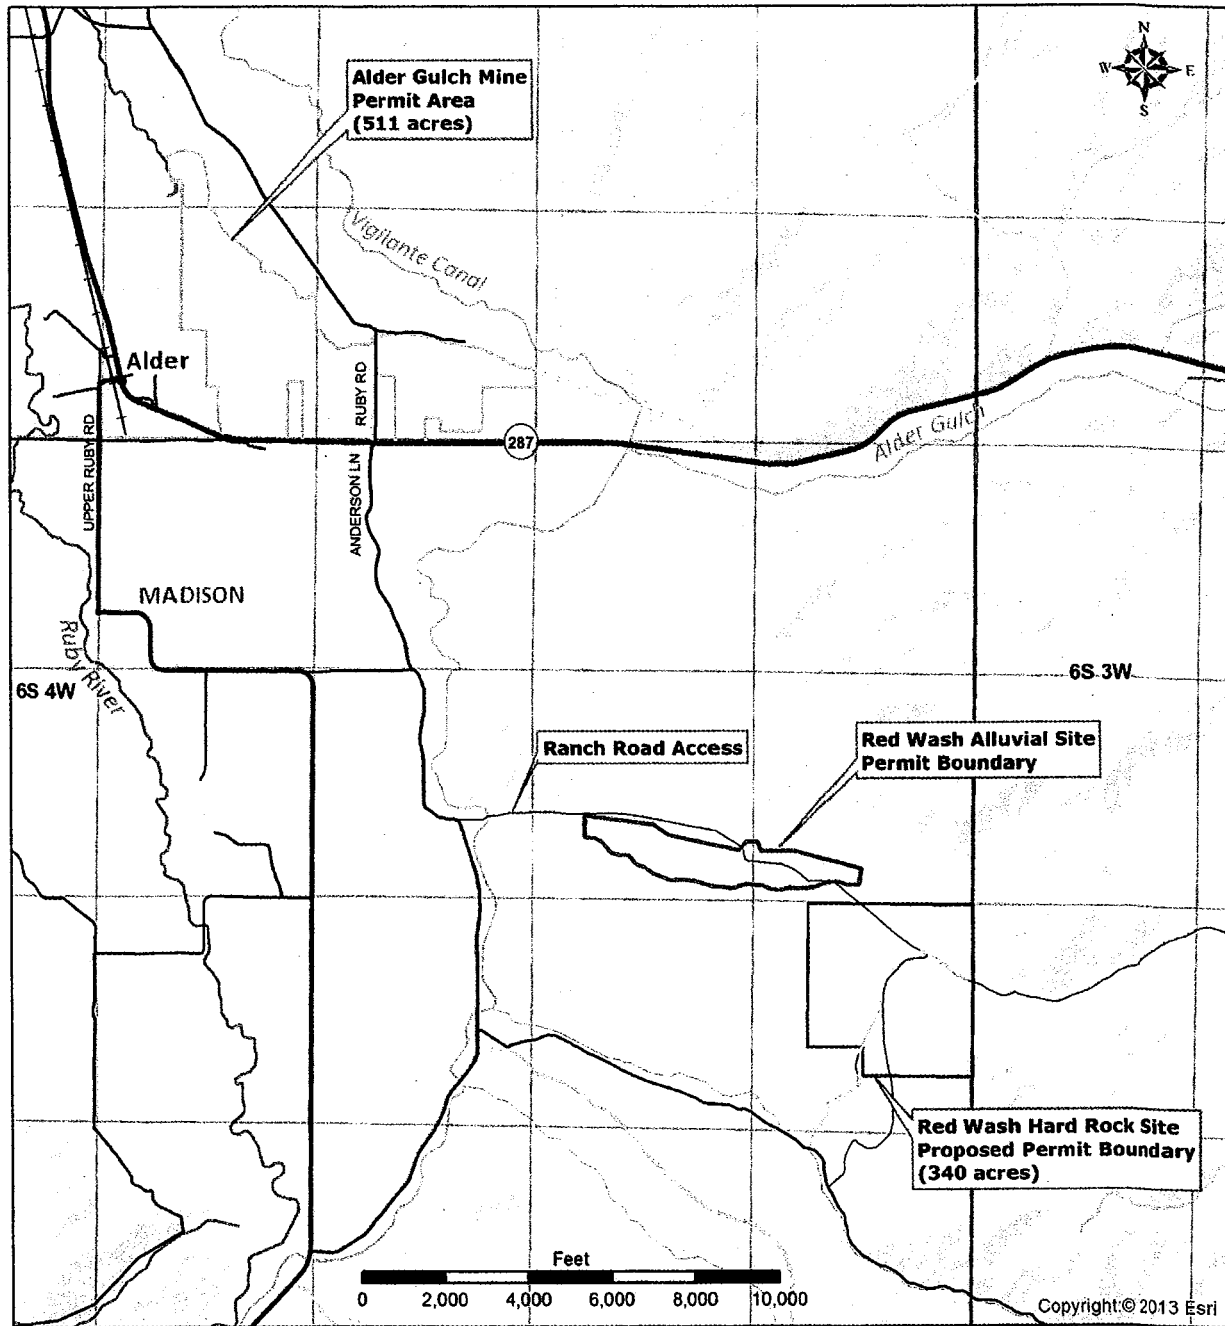 N
W
E
S
Alder Gulch Mine
Permit Area
(511 acres)
Vigilante Canal
Alder
RUBY RD
UPPER RUBY RD
287
Alder Gulch
ANDERSON LN
MADISON
Ruby River
6S 4W
6S 3W
Ranch Road Access
Red Wash Alluvial Site
Permit Boundary
Red Wash Hard Rock Site
Proposed Permit Boundary
(340 acres)
Feet
0 2,000 4,000 6,000 8,000 10,000
Copyright:© 2013 Esri